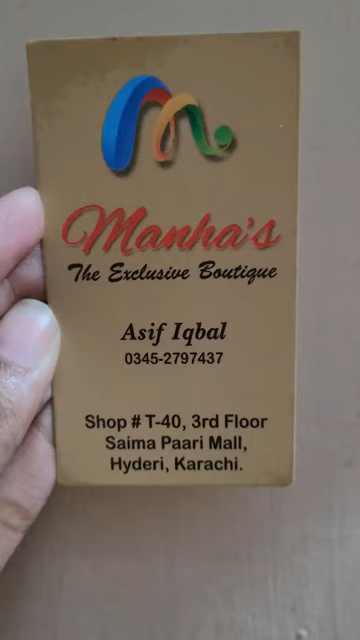 Manha's
The Exclusive Boutique
Asif Iqbal
0345-2797437
Shop # T-40, 3rd Floor
Saima Paari Mall,
Hyderi, Karachi.